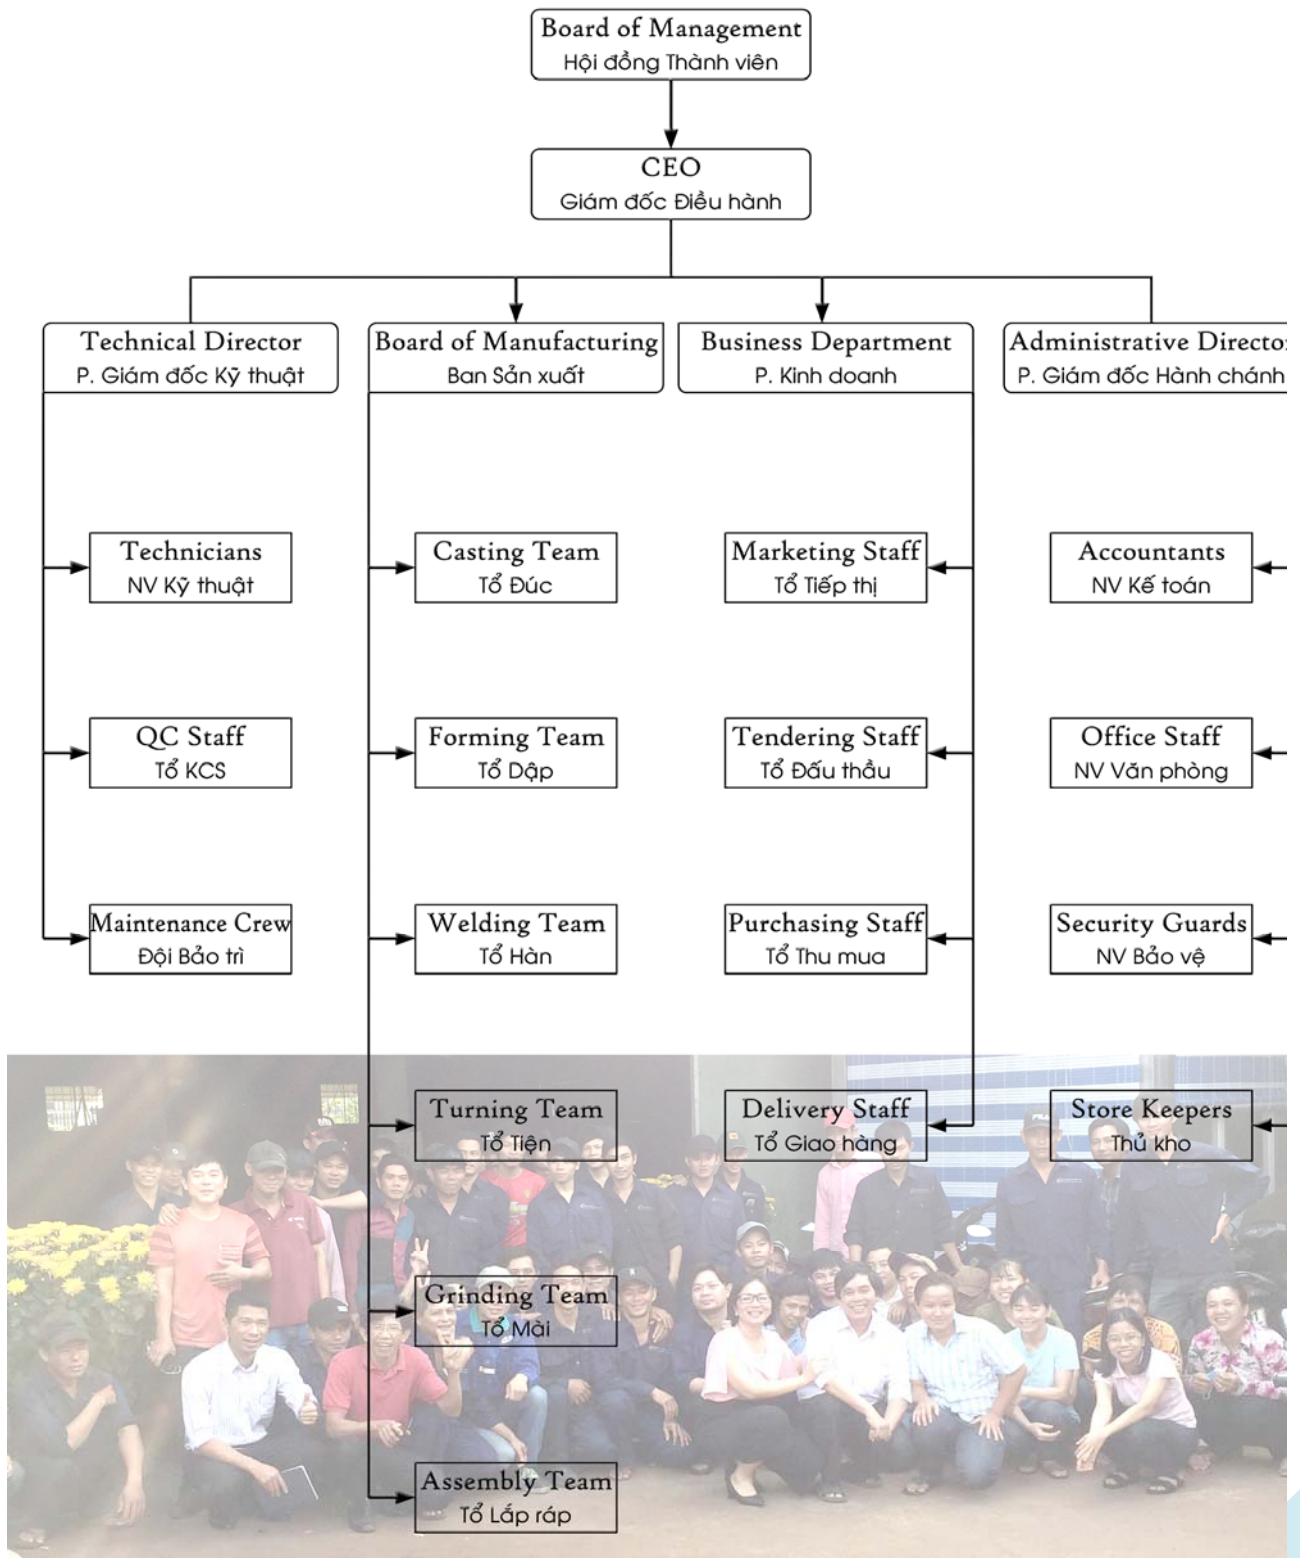 Board of Management
Hội đồng Thành viên
CEO
Giám đốc Điều hành
Technical Director
P. Giám đốc Kỹ thuật
Board of Manufacturing
Ban Sản xuất
Business Department
P. Kinh doanh
Administrative Director
P. Giám đốc Hành chánh
Technicians
NV Kỹ thuật
Casting Team
Tổ Đúc
Marketing Staff
Tổ Tiếp thị
Accountants
NV Kế toán
QC Staff
Tổ KCS
Forming Team
Tổ Dập
Tendering Staff
Tổ Đấu thầu
Office Staff
NV Văn phòng
Maintenance Crew
Đội Bảo trì
Welding Team
Tổ Hàn
Purchasing Staff
Tổ Thu mua
Security Guards
NV Bảo vệ
Turning Team
Tổ Tiện
Delivery Staff
Tổ Giao hàng
Store Keepers
Thủ kho
Grinding Team
Tổ Mài
Assembly Team
Tổ Lắp ráp